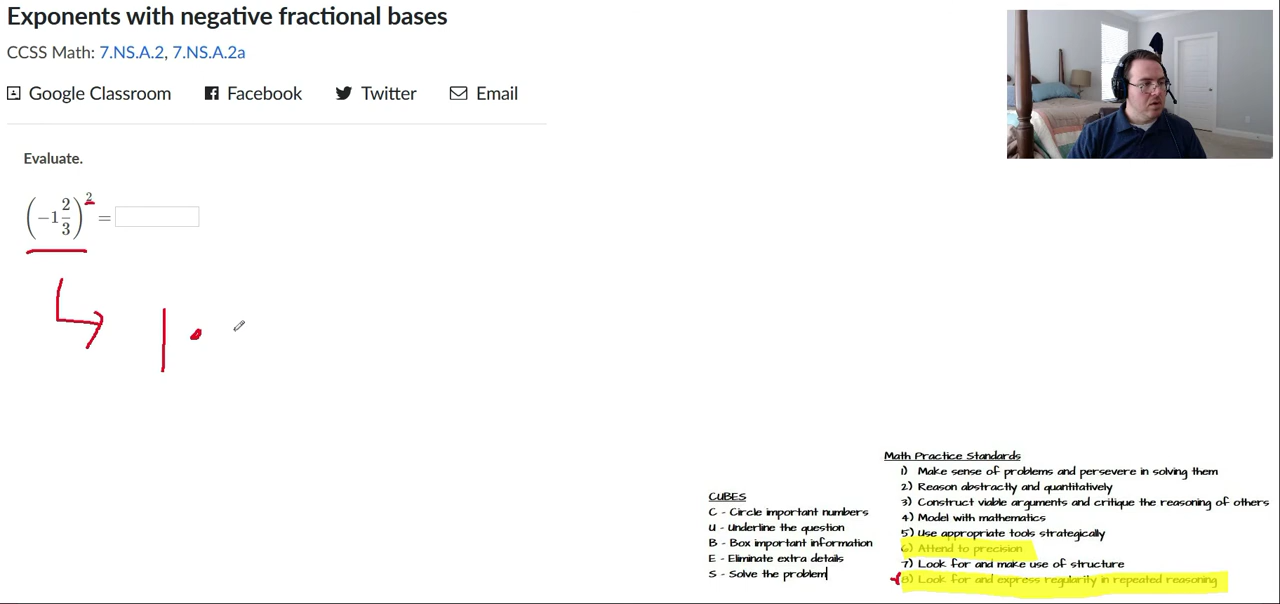 Exponents with negative fractional bases
CCSS Math: 7.NS.A.2, 7.NS.A.2a
Google Classroom Facebook Twitter Email
Evaluate.
(−1 2/3)^2 =
1 •
Math Practice Standards
1) Make sense of problems and persevere in solving them
2) Reason abstractly and quantitatively
3) Construct viable arguments and critique the reasoning of others
4) Model with mathematics
5) Use appropriate tools strategically
6) Attend to precision
7) Look for and make use of structure
8) Look for and express regularity in repeated reasoning
CUBES
C - Circle important numbers
U - Underline the question
B - Box important information
E - Eliminate extra details
S - Solve the problem